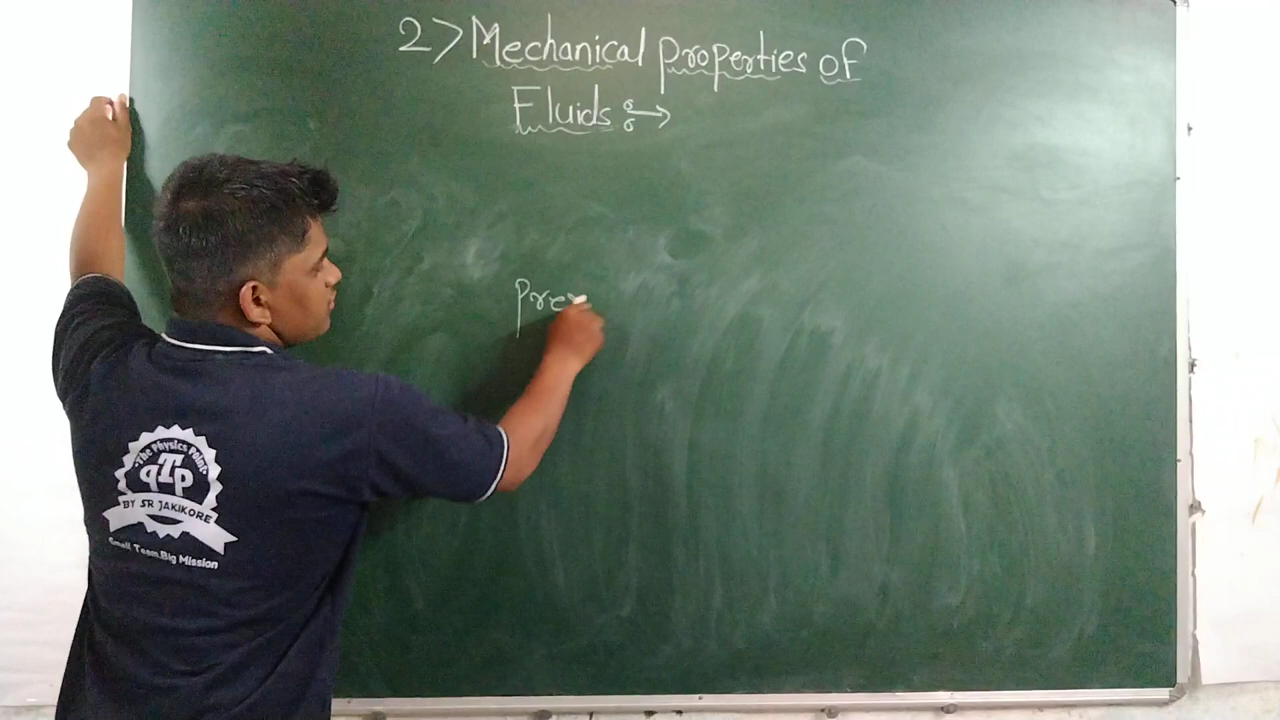 2> Mechanical properties of
Fluids :→
Pre
The Physics Point
qTp
BY SR JAKIKORE
Small Team.Big Mission